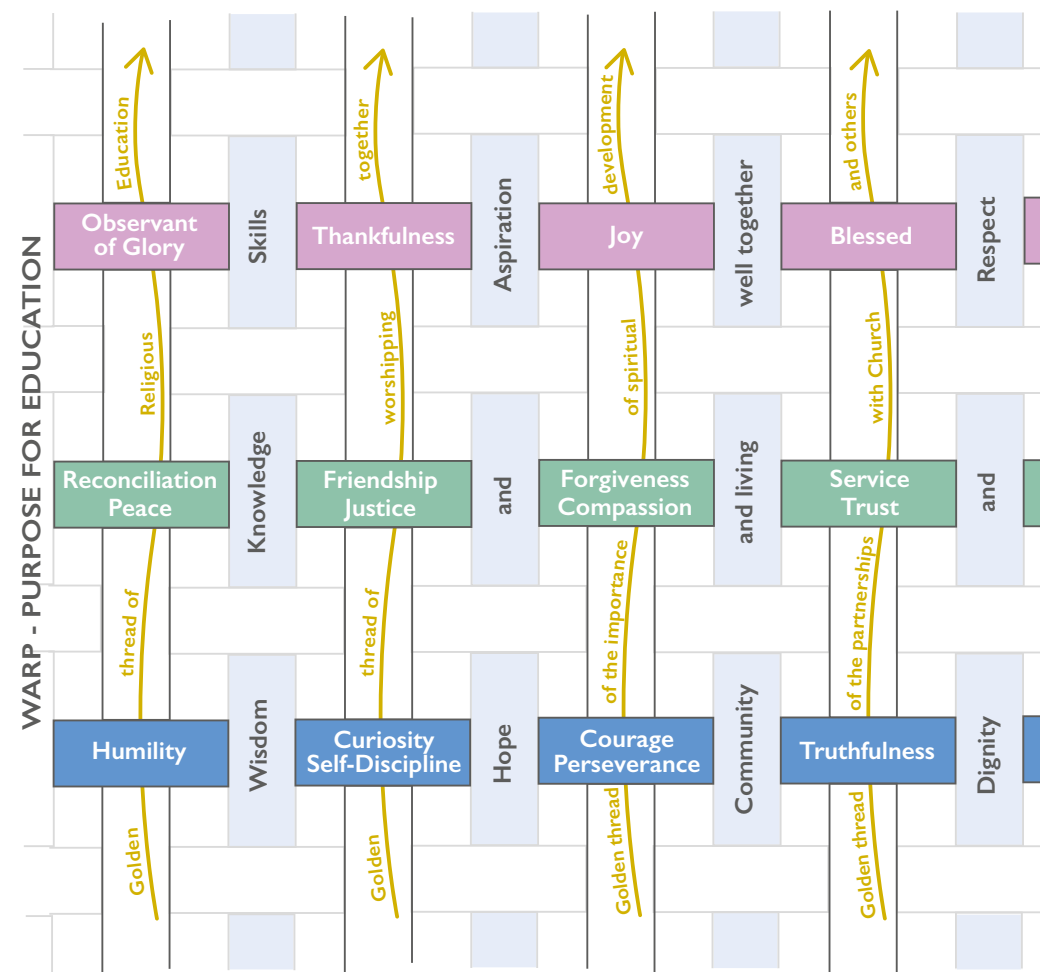 WARP - PURPOSE FOR EDUCATION
Golden
thread of
Religious
Education
Humility
Reconciliation
Peace
Observant
of Glory
Wisdom
Knowledge
Skills
Golden
thread of
worshipping
together
Curiosity
Self-Discipline
Friendship
Justice
Thankfulness
Hope
and
Aspiration
Golden thread
of the importance
of spiritual
development
Courage
Perseverance
Forgiveness
Compassion
Joy
Community
and living
well together
Golden thread
of the partnerships
with Church
and others
Truthfulness
Service
Trust
Blessed
Dignity
and
Respect